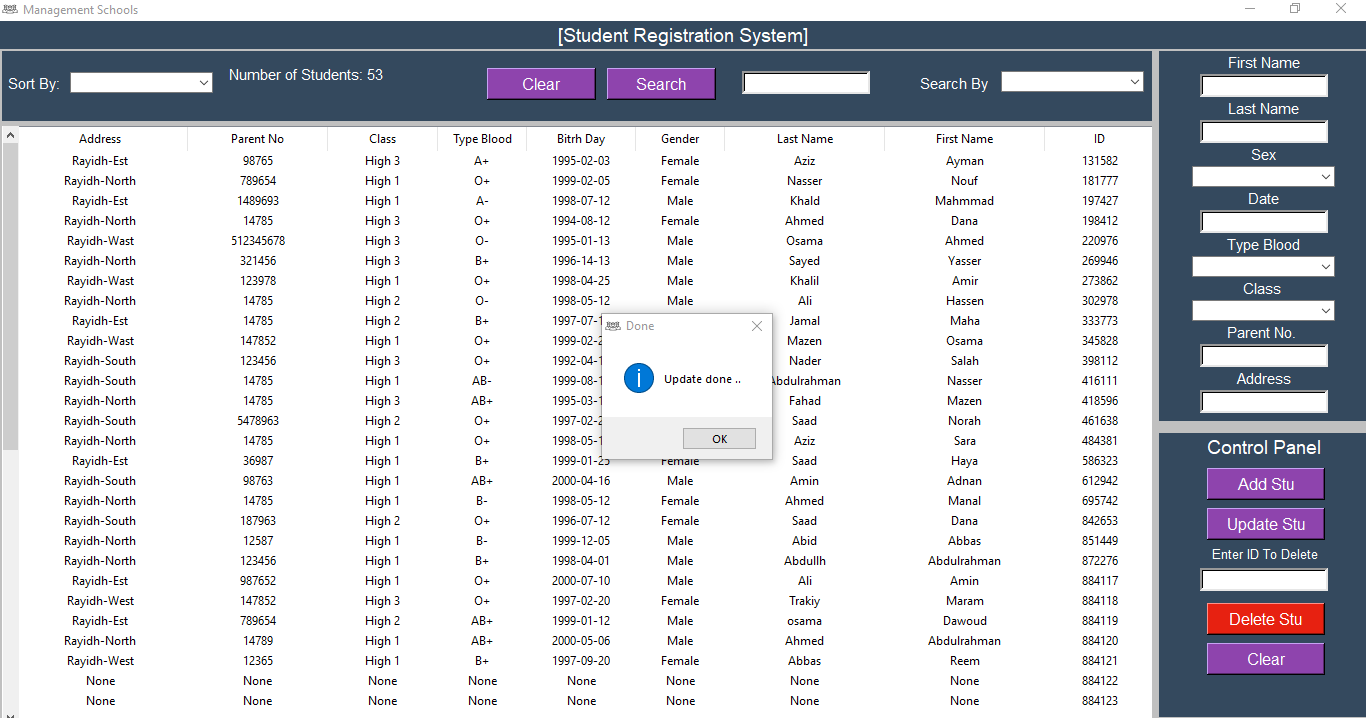 Management Schools
[Student Registration System]
Sort By:
Number of Students: 53
Clear
Search
Search By
Address Parent No Class Type Blood Bitrh Day Gender Last Name First Name ID
Rayidh-Est 98765 High 3 A+ 1995-02-03 Female Aziz Ayman 131582
Rayidh-North 789654 High 1 O+ 1999-02-05 Female Nasser Nouf 181777
Rayidh-Est 1489693 High 1 A- 1998-07-12 Male Khald Mahmmad 197427
Rayidh-North 14785 High 3 O+ 1994-08-12 Female Ahmed Dana 198412
Rayidh-Wast 512345678 High 3 O- 1995-01-13 Male Osama Ahmed 220976
Rayidh-North 321456 High 3 B+ 1996-14-13 Male Sayed Yasser 269946
Rayidh-Wast 123978 High 1 O+ 1998-04-25 Male Khalil Amir 273862
Rayidh-North 14785 High 2 O- 1998-05-12 Male Ali Hassen 302978
Rayidh-Est 14785 High 2 B+ 1997-07-1 Jamal Maha 333773
Rayidh-Wast 147852 High 1 O+ 1999-02-2 Mazen Osama 345828
Rayidh-South 123456 High 3 O+ 1992-04-1 Nader Salah 398112
Rayidh-South 14785 High 1 AB- 1999-08-1 Abdulrahman Nasser 416111
Rayidh-North 14785 High 3 AB+ 1995-03-1 Fahad Mazen 418596
Rayidh-South 5478963 High 2 O+ 1997-02-2 Saad Norah 461638
Rayidh-North 14785 High 1 O+ 1998-05-1 Aziz Sara 484381
Rayidh-Est 36987 High 1 B+ 1999-01-25 Female Saad Haya 586323
Rayidh-South 98763 High 1 AB+ 2000-04-16 Male Amin Adnan 612942
Rayidh-North 14785 High 1 B- 1998-05-12 Female Ahmed Manal 695742
Rayidh-South 187963 High 2 O+ 1996-07-12 Female Saad Dana 842653
Rayidh-North 12587 High 1 B- 1999-12-05 Male Abid Abbas 851449
Rayidh-North 123456 High 1 B+ 1998-04-01 Male Abdullh Abdulrahman 872276
Rayidh-Est 987652 High 1 O+ 2000-07-10 Male Ali Amin 884117
Rayidh-West 147852 High 3 O+ 1997-02-20 Female Trakiy Maram 884118
Rayidh-Est 789654 High 2 AB+ 1999-01-12 Male osama Dawoud 884119
Rayidh-North 14789 High 1 AB+ 2000-05-06 Male Ahmed Abdulrahman 884120
Rayidh-West 12365 High 1 B+ 1997-09-20 Female Abbas Reem 884121
None None None None None None None None 884122
None None None None None None None None 884123
Done
Update done ..
OK
First Name
Last Name
Sex
Date
Type Blood
Class
Parent No.
Address
Control Panel
Add Stu
Update Stu
Enter ID To Delete
Delete Stu
Clear